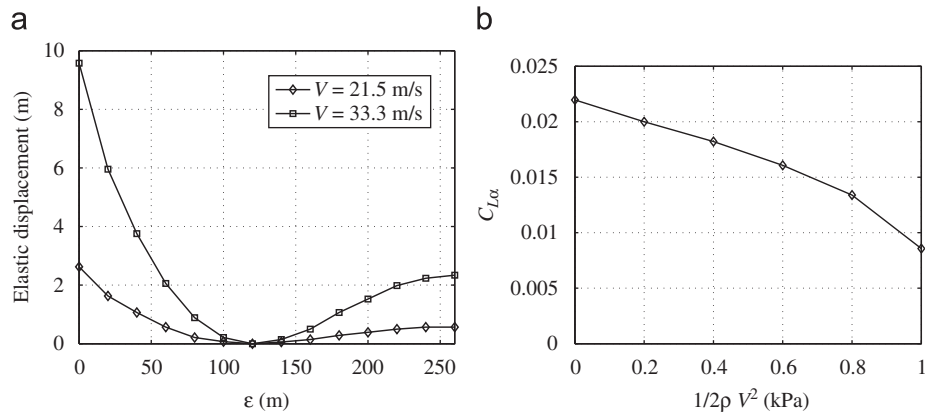 a
10
8
6
4
2
0
Elastic displacement (m)
0 50 100 150 200 250
ε (m)
V = 21.5 m/s
V = 33.3 m/s
b
0.025
0.02
0.015
0.01
0.005
0
C_{Lα}
0 0.2 0.4 0.6 0.8 1
1/2ρ V² (kPa)